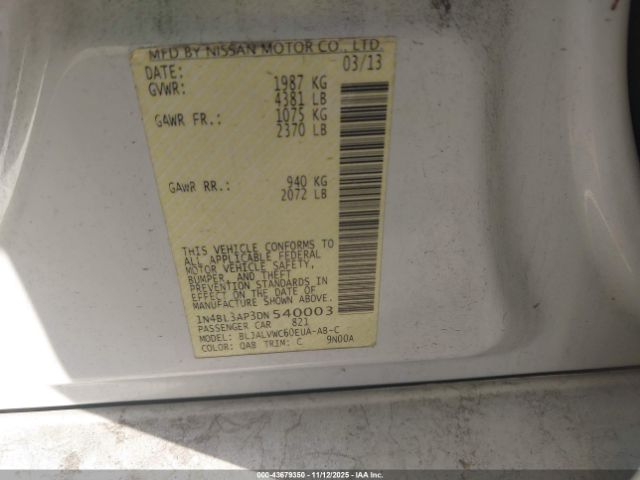 MFD BY NISSAN MOTOR CO., LTD.
DATE: 03/13
GVWR: 1987 KG
4381 LB
GAWR FR.: 1075 KG
2370 LB
GAWR RR.: 940 KG
2072 LB
THIS VEHICLE CONFORMS TO
ALL APPLICABLE FEDERAL
MOTOR VEHICLE SAFETY,
BUMPER, AND THEFT
PREVENTION STANDARDS IN
EFFECT ON THE DATE OF
MANUFACTURE SHOWN ABOVE.
1N4BL3AP3DN 540003
PASSENGER CAR 821
MODEL: BLJALVWC60EUA-AB-C
COLOR: QAB TRIM: C 9N00A
000-43679350 - 11/12/2025 - IAA Inc.